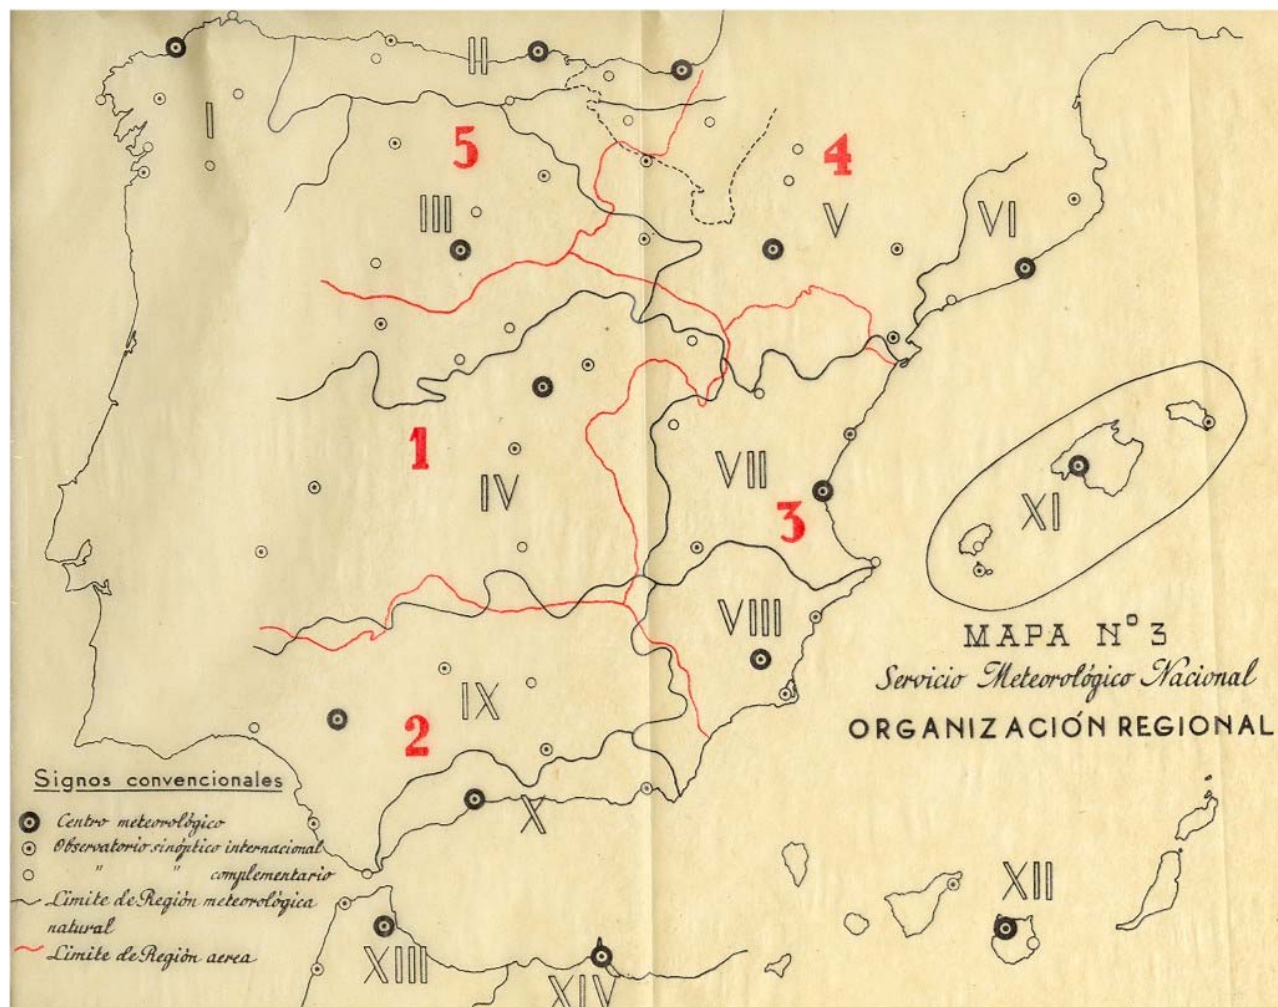 II
I
5
4
III
V
VI
1
IV
VII
3
XI
VIII
MAPA Nº 3
Servicio Meteorológico Nacional
ORGANIZACIÓN REGIONAL
IX
2
X
Signos convencionales
Centro meteorológico
Observatorio sinóptico internacional
" " complementario
Limite de Región meteorológica
natural
Limite de Región aerea
XII
XIII
XIV